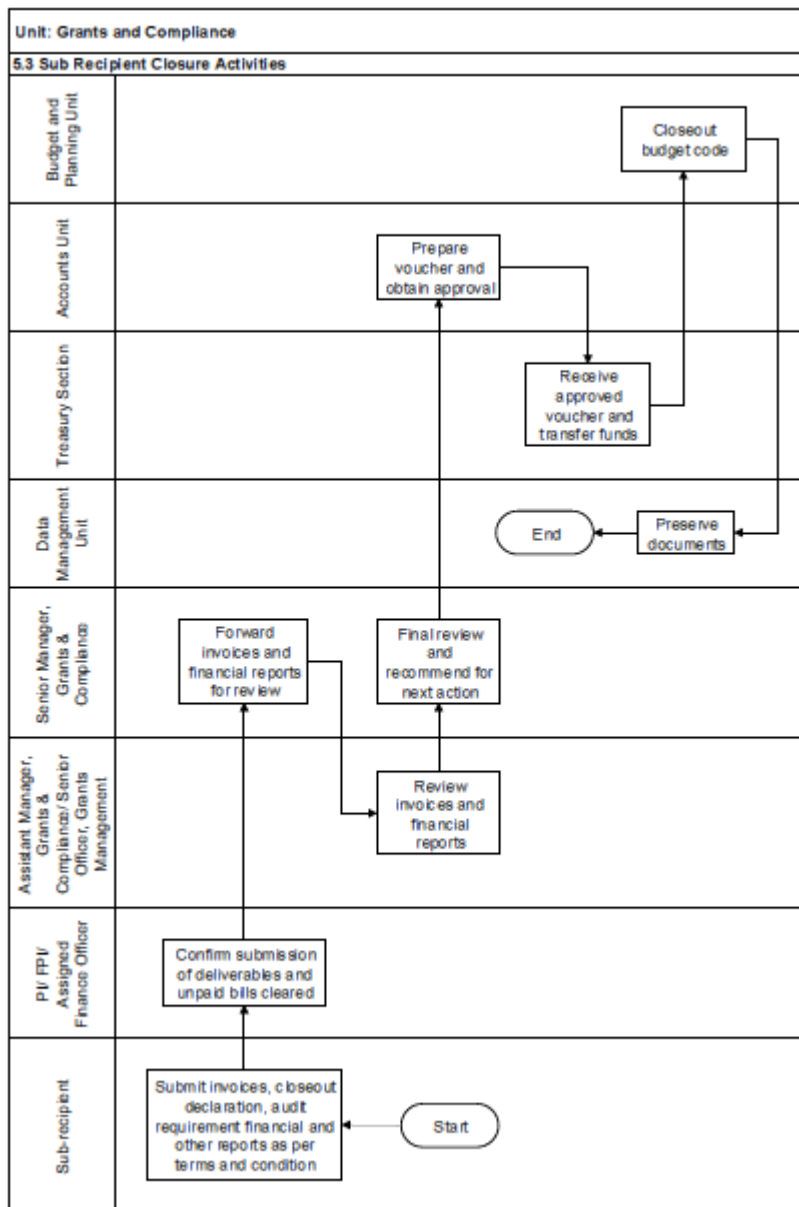 Unit: Grants and Compliance
5.3 Sub Recipient Closure Activities
Budget and
Planning Unit
Closeout
budget code
Accounts Unit
Prepare
voucher and
obtain approval
Treasury Section
Receive
approved
voucher and
transfer funds
Data
Management
Unit
End
Preserve
documents
Senior Manager,
Grants &
Compliance
Forward
invoices and
financial reports
for review
Final review
and
recommend for
next action
Assistant Manager,
Grants &
Compliance/ Senior
Officer, Grants
Management
Review
invoices and
financial
reports
PI/ FPI/
Assigned
Finance Officer
Confirm submission
of deliverables and
unpaid bills cleared
Sub-recipient
Submit invoices, closeout
declaration, audit
requirement financial and
other reports as per
terms and condition
Start